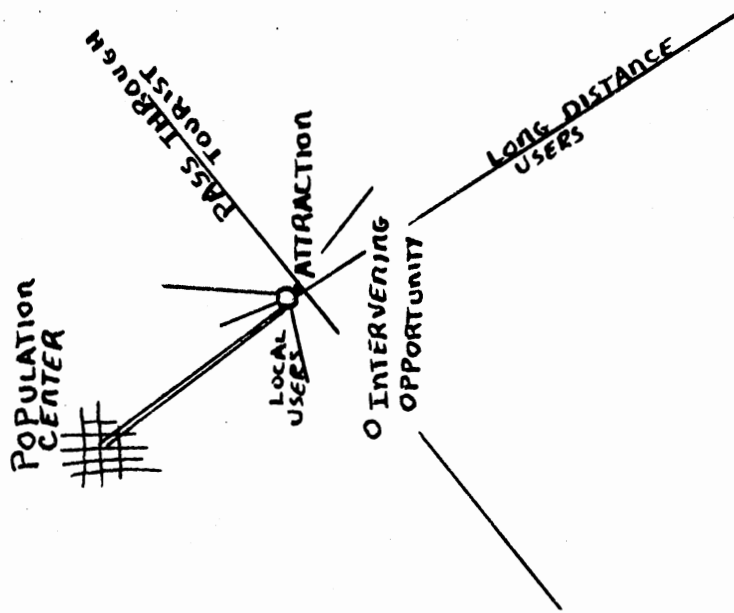 POPULATION
CENTER
PASS THROUGH
TOURIST
ATTRACTION
LOCAL
USERS
INTERVENING
OPPORTUNITY
LONG DISTANCE
USERS